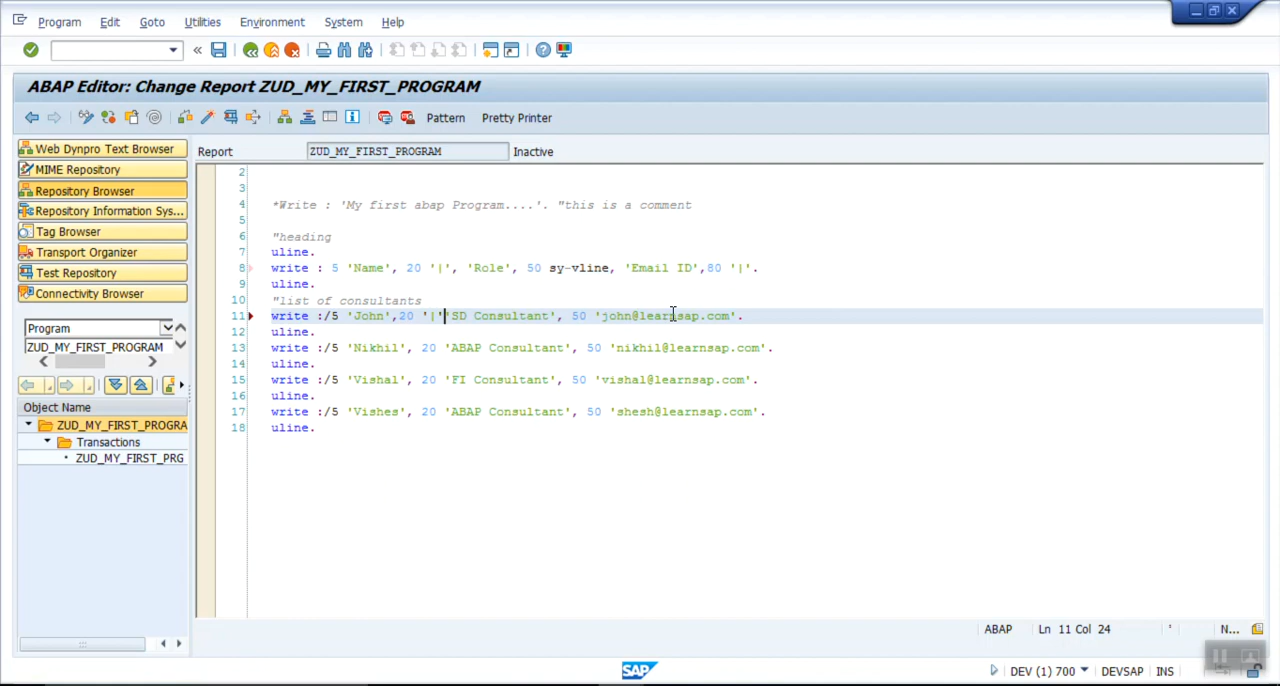 Program Edit Goto Utilities Environment System Help
ABAP Editor: Change Report ZUD_MY_FIRST_PROGRAM
Pattern Pretty Printer
Web Dynpro Text Browser
MIME Repository
Repository Browser
Repository Information Sys...
Tag Browser
Transport Organizer
Test Repository
Connectivity Browser
Program
ZUD_MY_FIRST_PROGRAM
Object Name
ZUD_MY_FIRST_PROGRA
Transactions
ZUD_MY_FIRST_PRG
Report ZUD_MY_FIRST_PROGRAM Inactive
2
3
4 *Write : 'My first abap Program....'. "this is a comment
5
6 "heading
7 uline.
8 write : 5 'Name', 20 '|', 'Role', 50 sy-vline, 'Email ID',80 '|'.
9 uline.
10 "list of consultants
11 write :/5 'John',20 '|''SD Consultant', 50 'john@learnsap.com'.
12 uline.
13 write :/5 'Nikhil', 20 'ABAP Consultant', 50 'nikhil@learnsap.com'.
14 uline.
15 write :/5 'Vishal', 20 'FI Consultant', 50 'vishal@learnsap.com'.
16 uline.
17 write :/5 'Vishes', 20 'ABAP Consultant', 50 'shesh@learnsap.com'.
18 uline.
ABAP Ln 11 Col 24 N...
SAP DEV (1) 700 DEVSAP INS